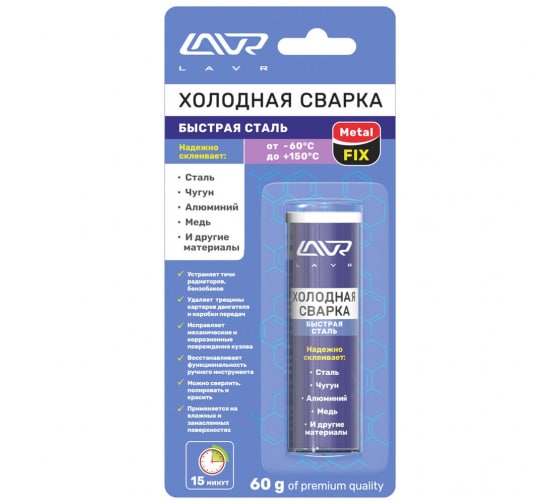 LAVR
LAVR
ХОЛОДНАЯ СВАРКА
БЫСТРАЯ СТАЛЬ
Надежно
склеивает:
от -60°С
до +150°С
Metal
FIX
• Сталь
• Чугун
• Алюминий
• Медь
• И другие
материалы
Устраняет течи
радиаторов,
бензобаков
Удаляет трещины
картеров двигателя
и коробки передач
Исправляет
механические и
коррозионные
повреждения кузова
Восстанавливает
функциональность
ручного инструмента
Можно сверлить,
полировать и
красить
Применяется на
влажных и
замасленных
поверхностях
15 минут
LAVR
LAVR
ХОЛОДНАЯ
СВАРКА
БЫСТРАЯ
СТАЛЬ
Надежно
склеивает:
• Сталь
• Чугун
• Алюминий
• Медь
• И другие
материалы
60 g of premium quality